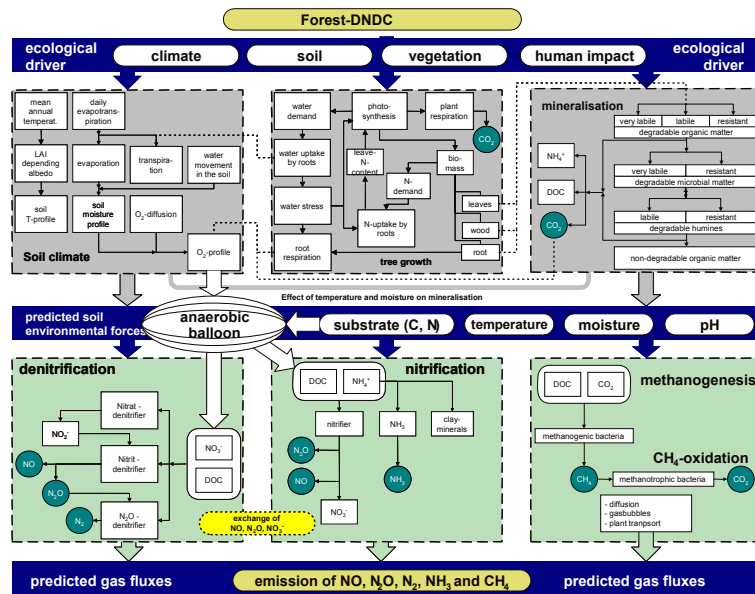 Forest-DNDC
ecological
driver
climate
soil
vegetation
human impact
ecological
driver
mean
annual
temperat.
daily
evapotrans-
piration
LAI
depending
albedo
evaporation
transpira-
tion
water
movement
in the soil
soil
T-profile
soil
moisture
profile
O₂-diffusion
O₂-profile
Soil climate
water
demand
photo-
synthesis
plant
respiration
CO₂
water uptake
by roots
leave-
N-
content
bio-
mass
N-
demand
leaves
water stress
N-uptake by
roots
wood
root
respiration
root
tree growth
mineralisation
very labile
labile
resistant
degradable organic matter
NH₄⁺
very labile
resistant
degradable microbial matter
DOC
labile
resistant
degradable humines
CO₂
non-degradable organic matter
Effect of temperature and moisture on mineralisation
predicted soil
environmental forces
anaerobic
balloon
substrate (C, N)
temperature
moisture
pH
denitrification
Nitrat -
denitrifier
NO₂⁻
Nitrit -
denitrifier
NO
N₂O
N₂
N₂O -
denitrifier
NO₃⁻
DOC
exchange of
NO, N₂O, NO₃⁻
nitrification
DOC
NH₄⁺
nitrifier
NH₃
clay-
minerals
N₂O
NO
NH₃
NO₃⁻
DOC
CO₂
methanogenesis
methanogenic bacteria
CH₄-oxidation
CH₄
methanotrophic bacteria
CO₂
- diffusion
- gasbubbles
- plant transport
predicted gas fluxes
emission of NO, N₂O, N₂, NH₃ and CH₄
predicted gas fluxes